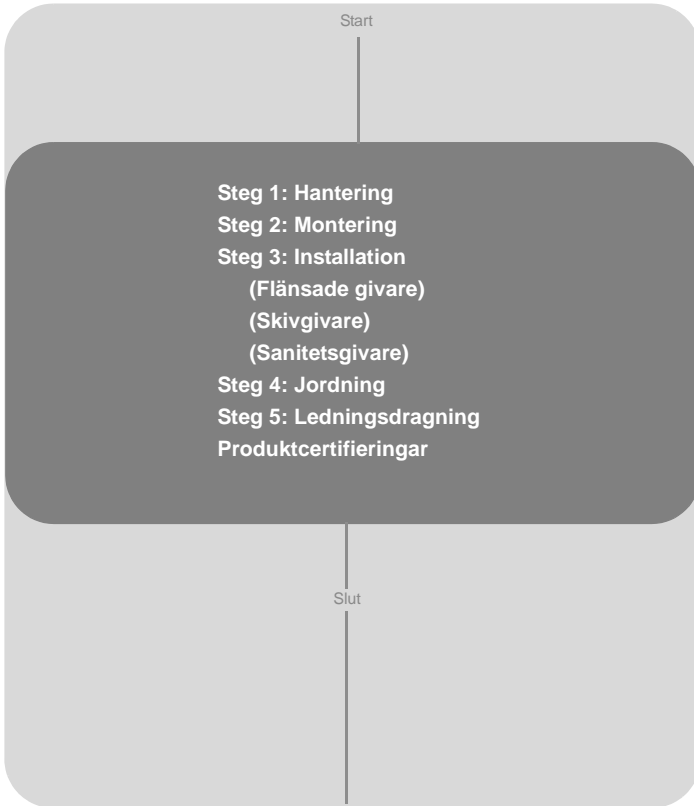 Start
Steg 1: Hantering
Steg 2: Montering
Steg 3: Installation
(Flänsade givare)
(Skivgivare)
(Sanitetsgivare)
Steg 4: Jordning
Steg 5: Ledningsdragning
Produktcertifieringar
Slut